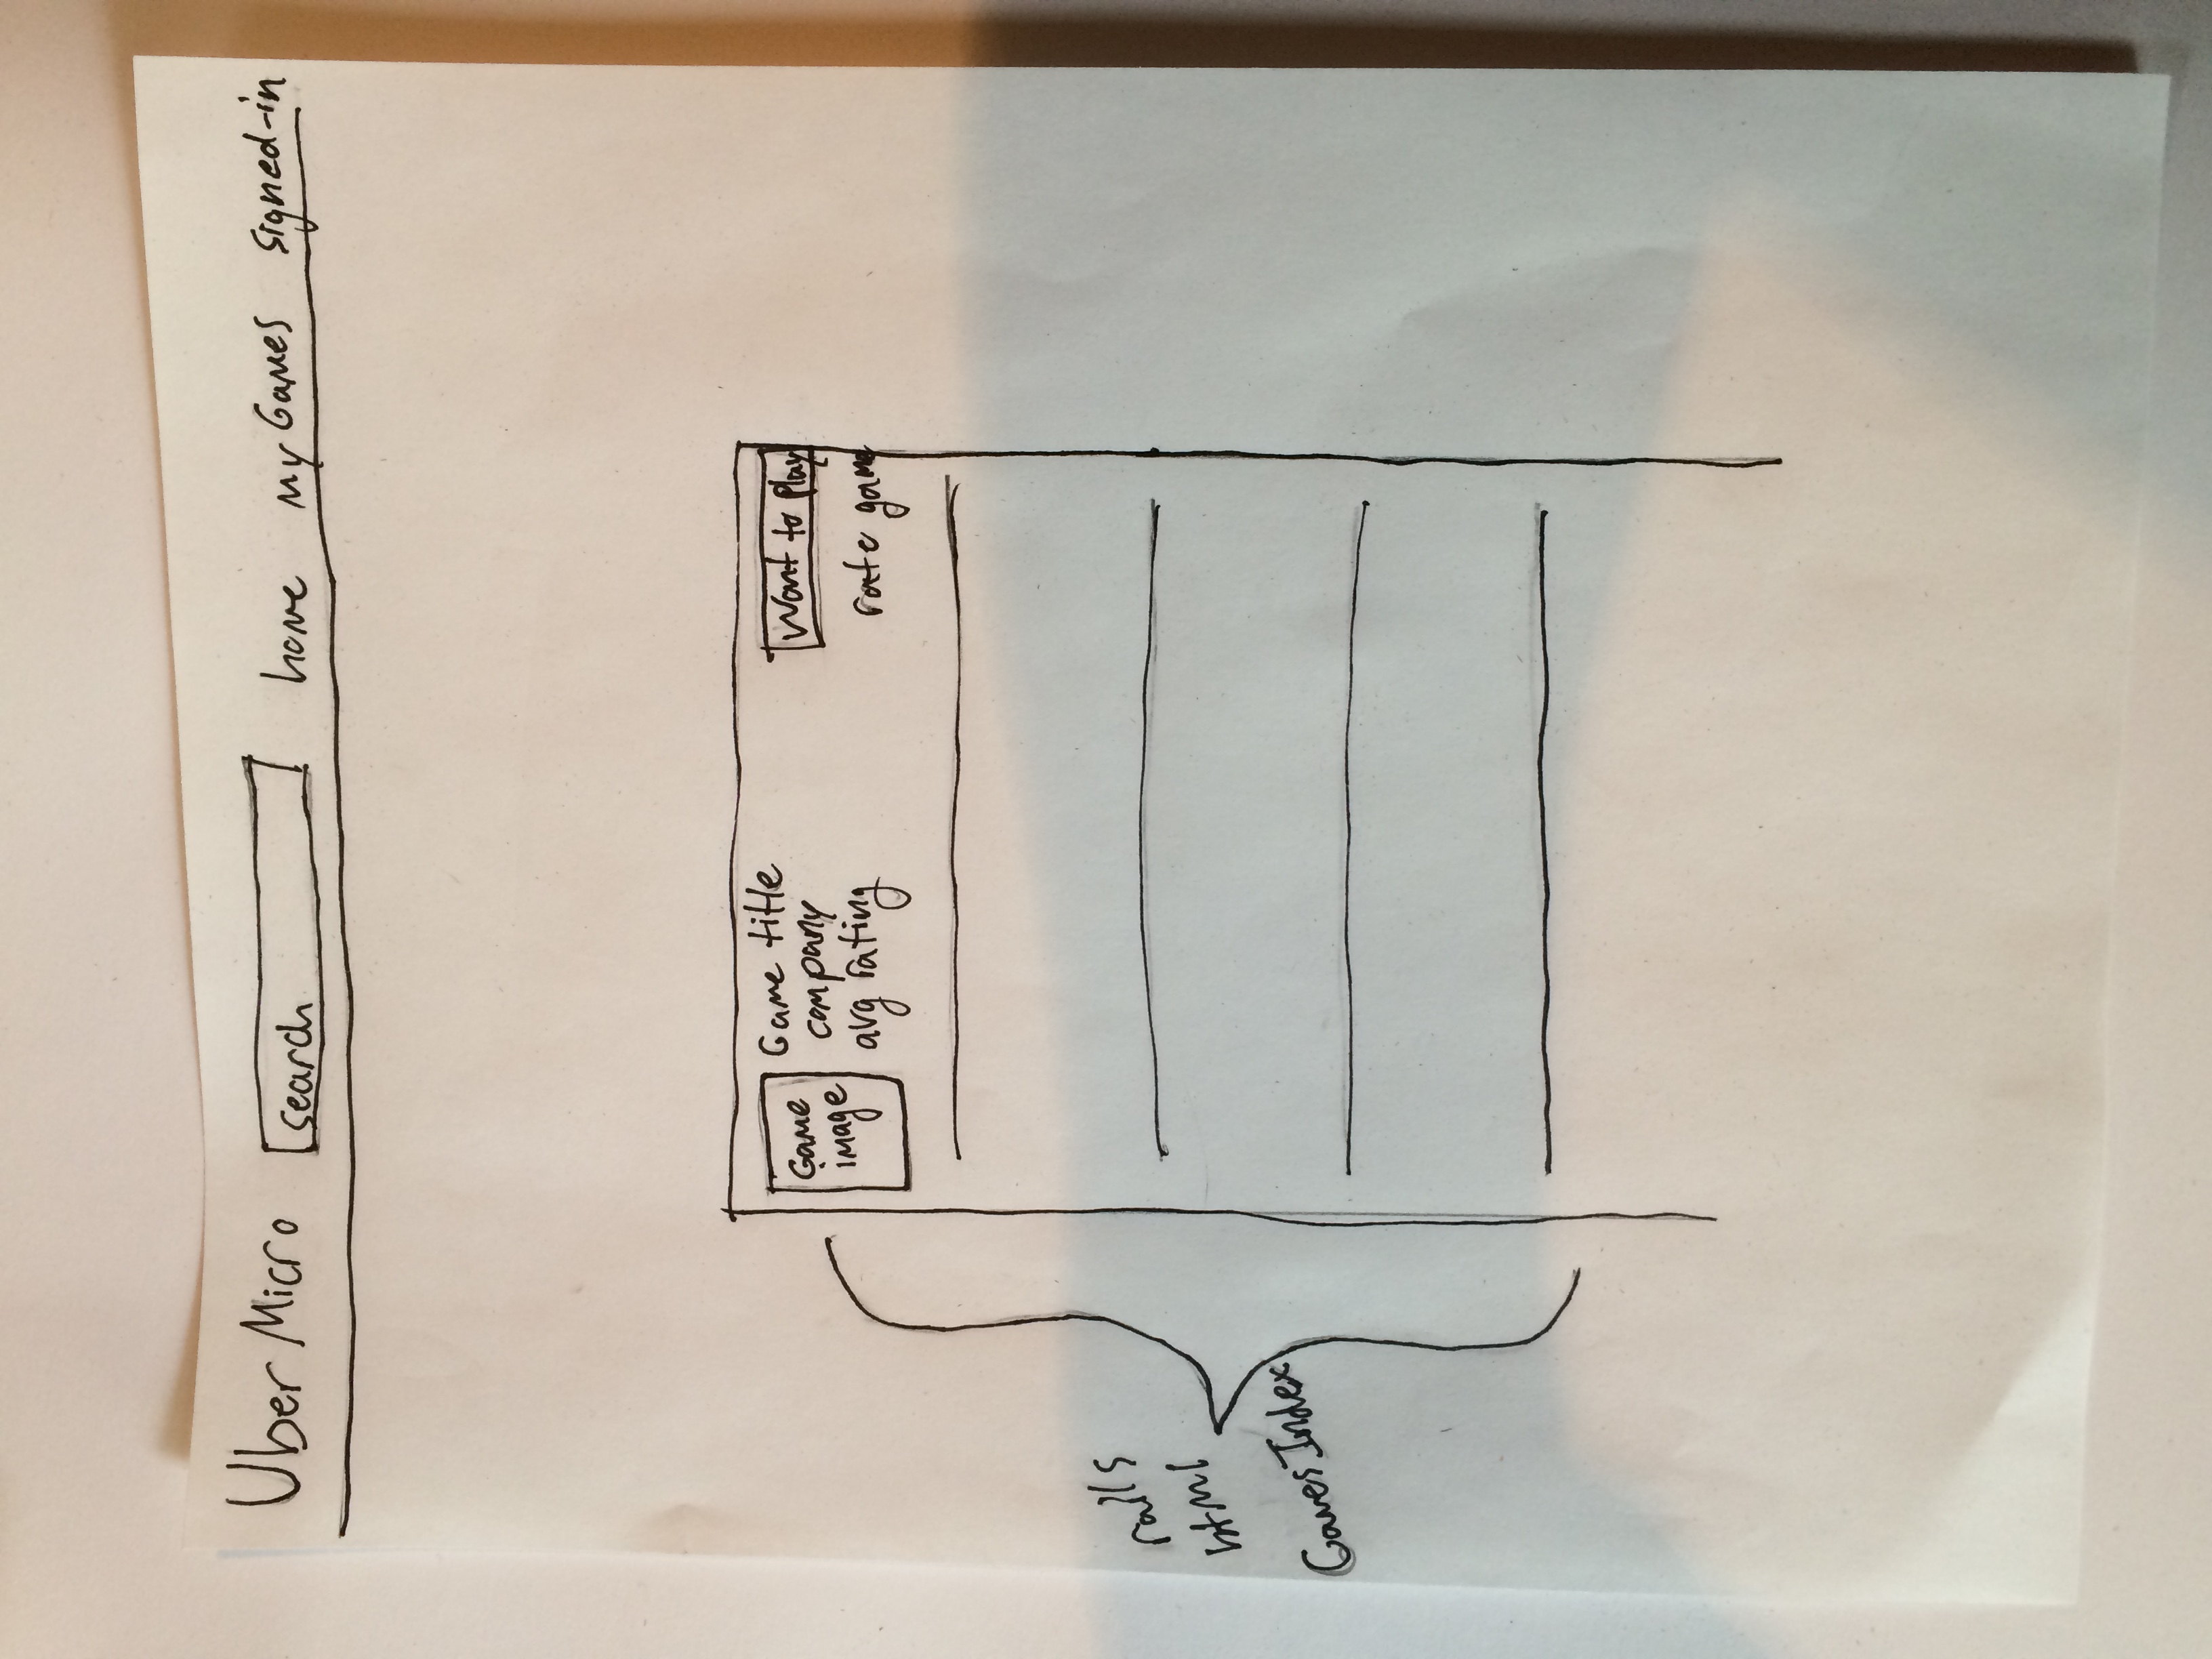 Uber Micro search home my Games signed-in
Game image
Game title
company
avg rating
Want to play
rate game
rails
html
Games Index